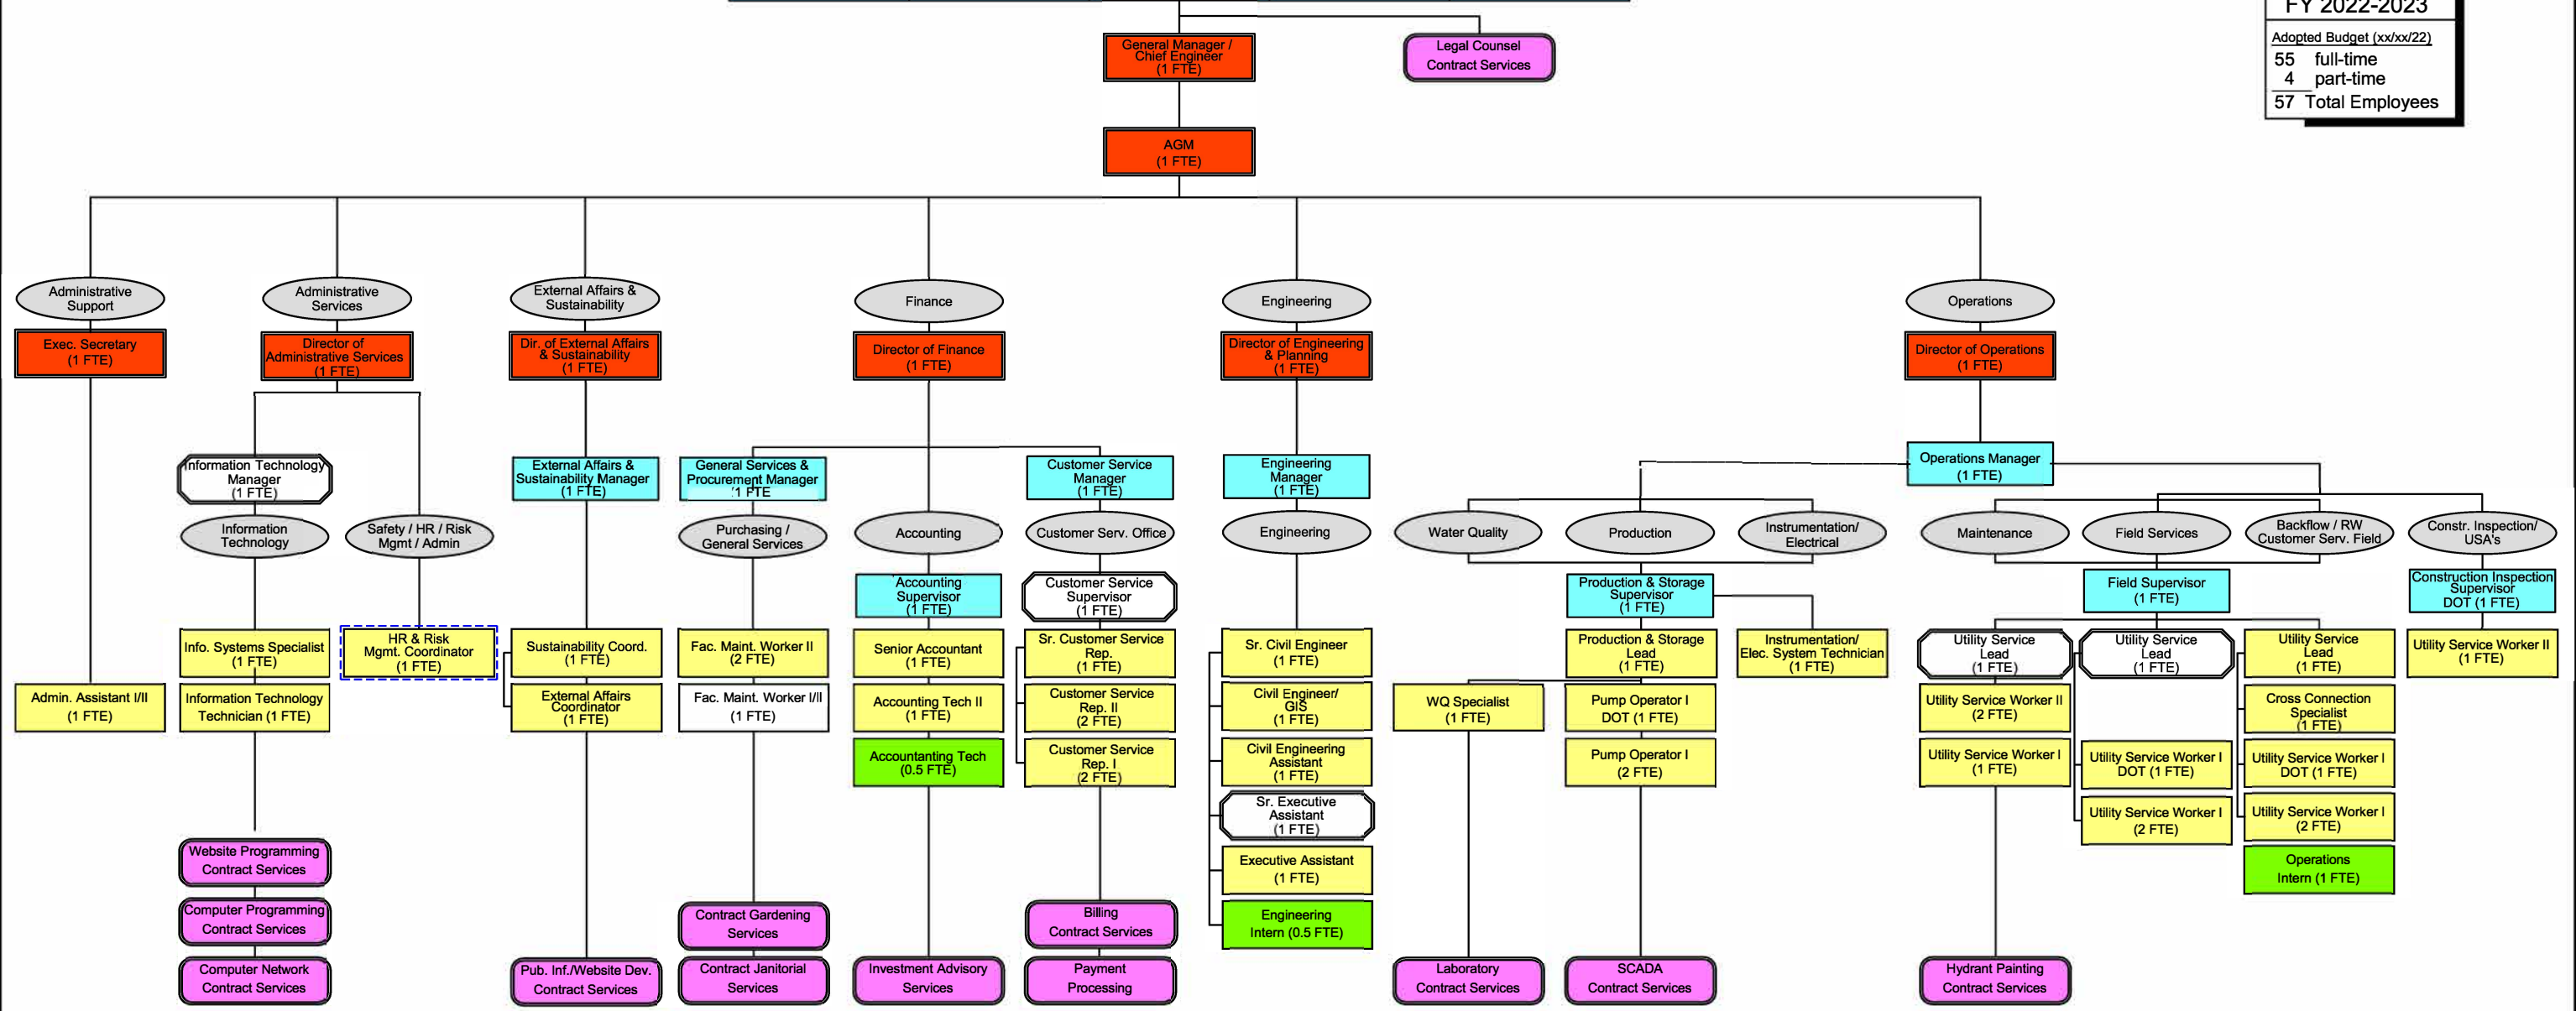 FY 2022-2023
Adopted Budget (xx/xx/22)
55 full-time
4 part-time
57 Total Employees
General Manager /
Chief Engineer
(1 FTE)
Legal Counsel
Contract Services
AGM
(1 FTE)
Administrative
Support
Exec. Secretary
(1 FTE)
Admin. Assistant I/II
(1 FTE)
Administrative
Services
Director of
Administrative Services
(1 FTE)
Information Technology
Manager
(1 FTE)
Information
Technology
Info. Systems Specialist
(1 FTE)
Information Technology
Technician (1 FTE)
Website Programming
Contract Services
Computer Programming
Contract Services
Computer Network
Contract Services
Safety / HR / Risk
Mgmt / Admin
HR & Risk
Mgmt. Coordinator
(1 FTE)
External Affairs &
Sustainability
Dir. of External Affairs
& Sustainability
(1 FTE)
External Affairs &
Sustainability Manager
(1 FTE)
Sustainability Coord.
(1 FTE)
External Affairs
Coordinator
(1 FTE)
Pub. Inf./Website Dev.
Contract Services
Finance
Director of Finance
(1 FTE)
General Services &
Procurement Manager
1 FTE
Purchasing /
General Services
Fac. Maint. Worker II
(2 FTE)
Fac. Maint. Worker I/II
(1 FTE)
Contract Gardening
Services
Contract Janitorial
Services
Accounting
Accounting
Supervisor
(1 FTE)
Senior Accountant
(1 FTE)
Accounting Tech II
(1 FTE)
Accountanting Tech
(0.5 FTE)
Investment Advisory
Services
Customer Service
Manager
(1 FTE)
Customer Serv. Office
Customer Service
Supervisor
(1 FTE)
Sr. Customer Service
Rep.
(1 FTE)
Customer Service
Rep. II
(2 FTE)
Customer Service
Rep. I
(2 FTE)
Billing
Contract Services
Payment
Processing
Engineering
Director of Engineering
& Planning
(1 FTE)
Engineering
Manager
(1 FTE)
Engineering
Sr. Civil Engineer
(1 FTE)
Civil Engineer/
GIS
(1 FTE)
Civil Engineering
Assistant
(1 FTE)
Sr. Executive
Assistant
(1 FTE)
Executive Assistant
(1 FTE)
Engineering
Intern (0.5 FTE)
Operations
Director of Operations
(1 FTE)
Operations Manager
(1 FTE)
Water Quality
Production
Instrumentation/
Electrical
Production & Storage
Supervisor
(1 FTE)
Production & Storage
Lead
(1 FTE)
Instrumentation/
Elec. System Technician
(1 FTE)
WQ Specialist
(1 FTE)
Pump Operator I
DOT (1 FTE)
Pump Operator I
(2 FTE)
Laboratory
Contract Services
SCADA
Contract Services
Maintenance
Field Services
Backflow / RW
Customer Serv. Field
Constr. Inspection/
USA's
Field Supervisor
(1 FTE)
Construction Inspection
Supervisor
DOT (1 FTE)
Utility Service
Lead
(1 FTE)
Utility Service Worker II
(2 FTE)
Utility Service Worker I
(1 FTE)
Hydrant Painting
Contract Services
Utility Service
Lead
(1 FTE)
Utility Service Worker I
DOT (1 FTE)
Utility Service Worker I
(2 FTE)
Utility Service
Lead
(1 FTE)
Cross Connection
Specialist
(1 FTE)
Utility Service Worker I
DOT (1 FTE)
Utility Service Worker I
(2 FTE)
Operations
Intern (1 FTE)
Utility Service Worker II
(1 FTE)